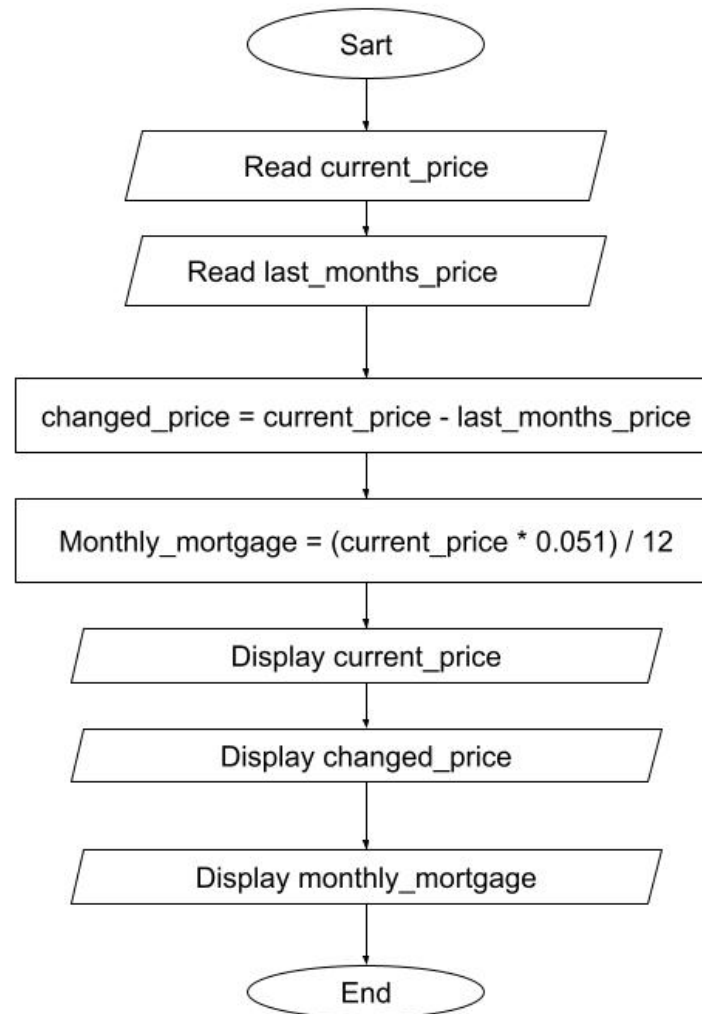 Sart
Read current_price
Read last_months_price
changed_price = current_price - last_months_price
Monthly_mortgage = (current_price * 0.051) / 12
Display current_price
Display changed_price
Display monthly_mortgage
End